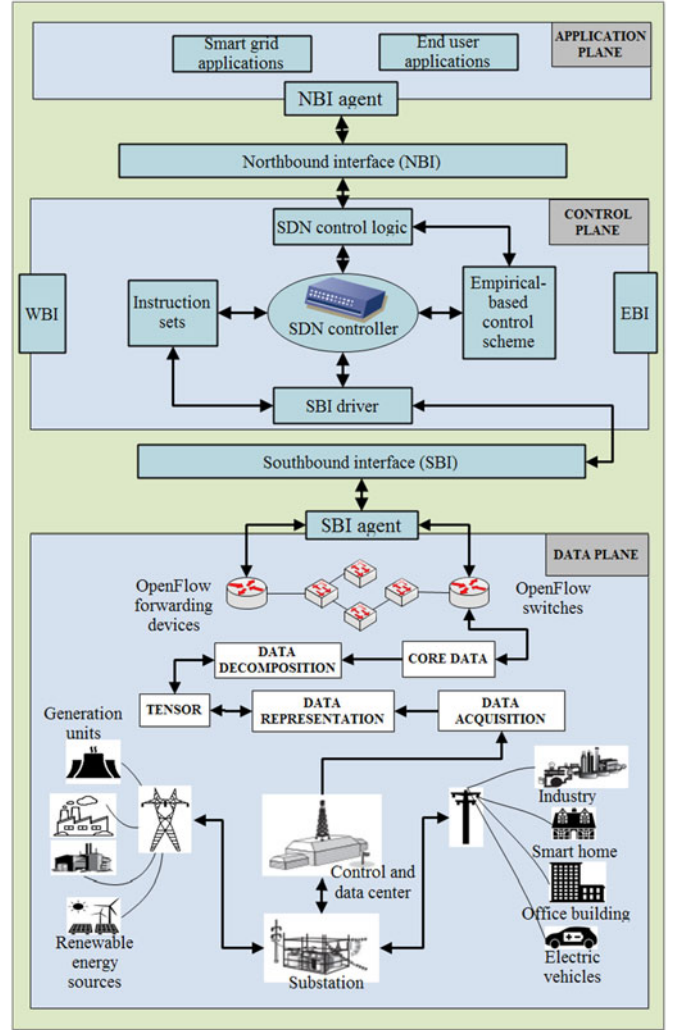 APPLICATION
PLANE
Smart grid
applications
End user
applications
NBI agent
Northbound interface (NBI)
CONTROL
PLANE
SDN control logic
WBI
Instruction
sets
SDN controller
Empirical-
based
control
scheme
EBI
SBI driver
Southbound interface (SBI)
SBI agent
DATA PLANE
OpenFlow
forwarding
devices
OpenFlow
switches
DATA
DECOMPOSITION
CORE DATA
TENSOR
DATA
REPRESENTATION
DATA
ACQUISITION
Generation
units
Industry
Smart home
Control and
data center
Office building
Renewable
energy
sources
Substation
Electric
vehicles